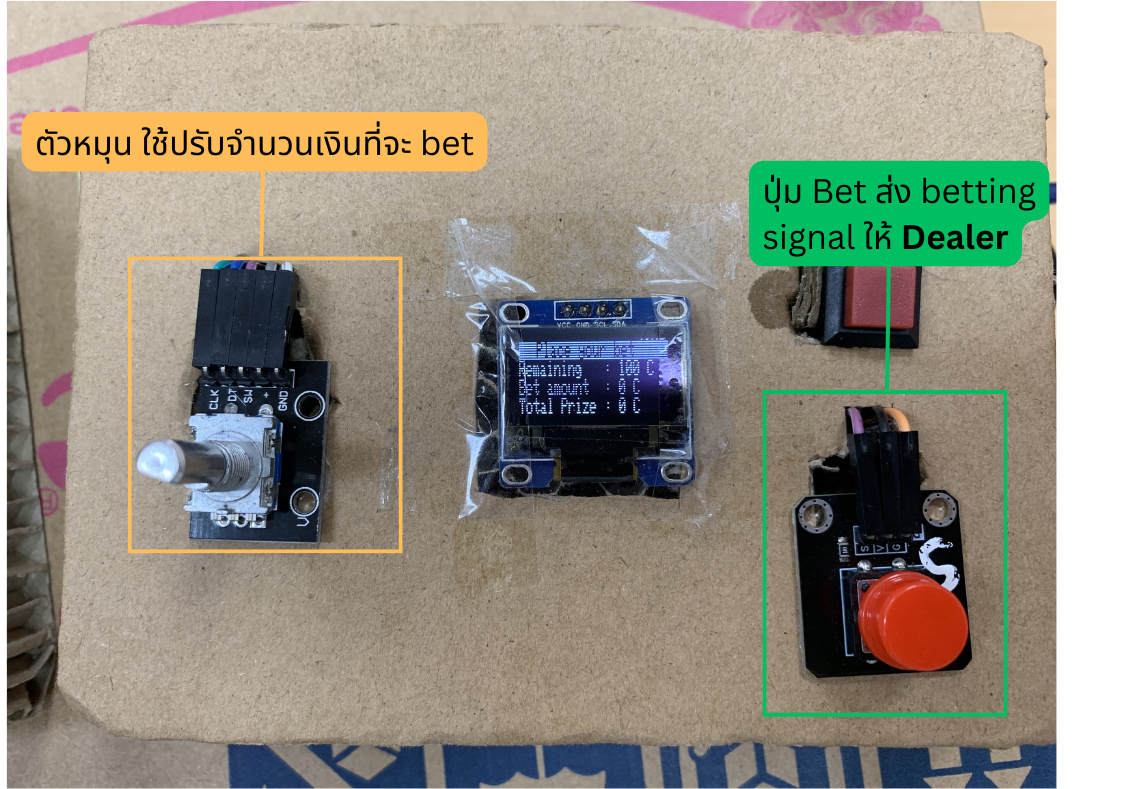 ตัวหมุน ใช้ปรับจำนวนเงินที่จะ bet
ปุ่ม Bet ส่ง betting
signal ให้ Dealer
VCC GND SCL SDA
Place your bet
Remaining : 100 C
Bet amount : 0 C
Total Prize : 0 C
CLK
DT
SW
+
GND
S
V
G
S